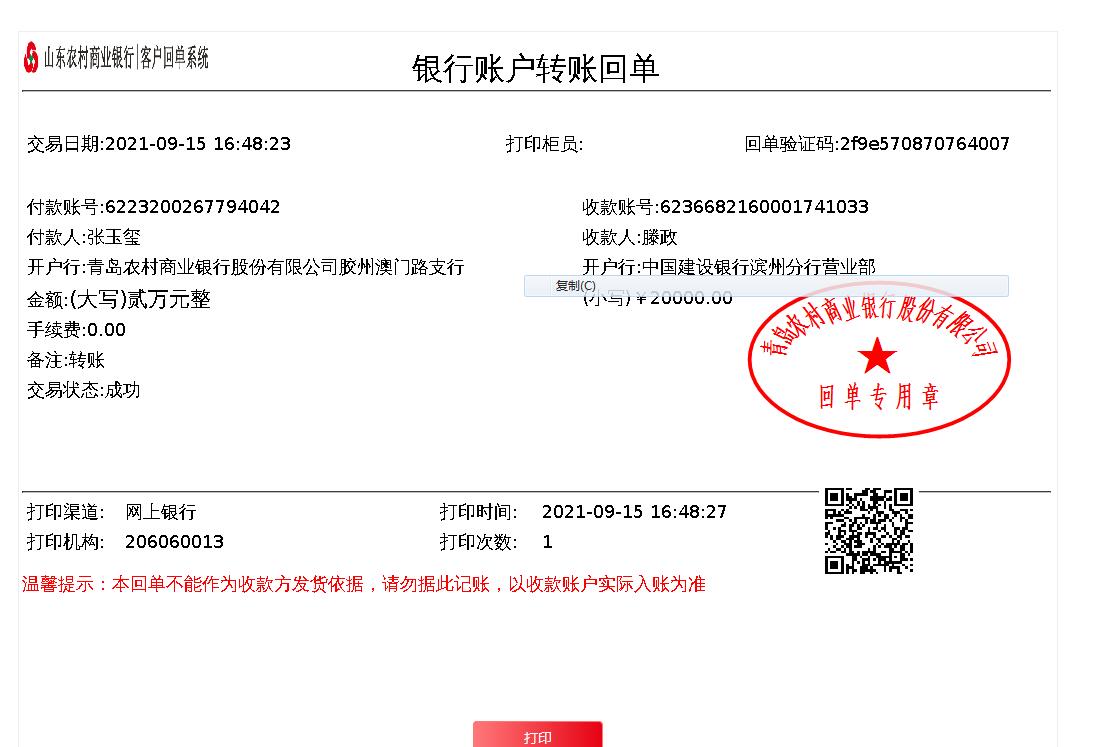 山东农村商业银行|客户回单系统
银行账户转账回单
交易日期:2021-09-15 16:48:23 打印柜员: 回单验证码:2f9e570870764007
付款账号:6223200267794042 收款账号:6236682160001741033
付款人:张玉玺 收款人:滕政
开户行:青岛农村商业银行股份有限公司胶州澳门路支行 开户行:中国建设银行滨州分行营业部
复制(C)
金额:(大写)贰万元整 (小写)￥20000.00
手续费:0.00
备注:转账
交易状态:成功
青岛农村商业银行股份有限公司
回单专用章
打印渠道: 网上银行 打印时间: 2021-09-15 16:48:27
打印机构: 206060013 打印次数: 1
温馨提示：本回单不能作为收款方发货依据，请勿据此记账，以收款账户实际入账为准
打印